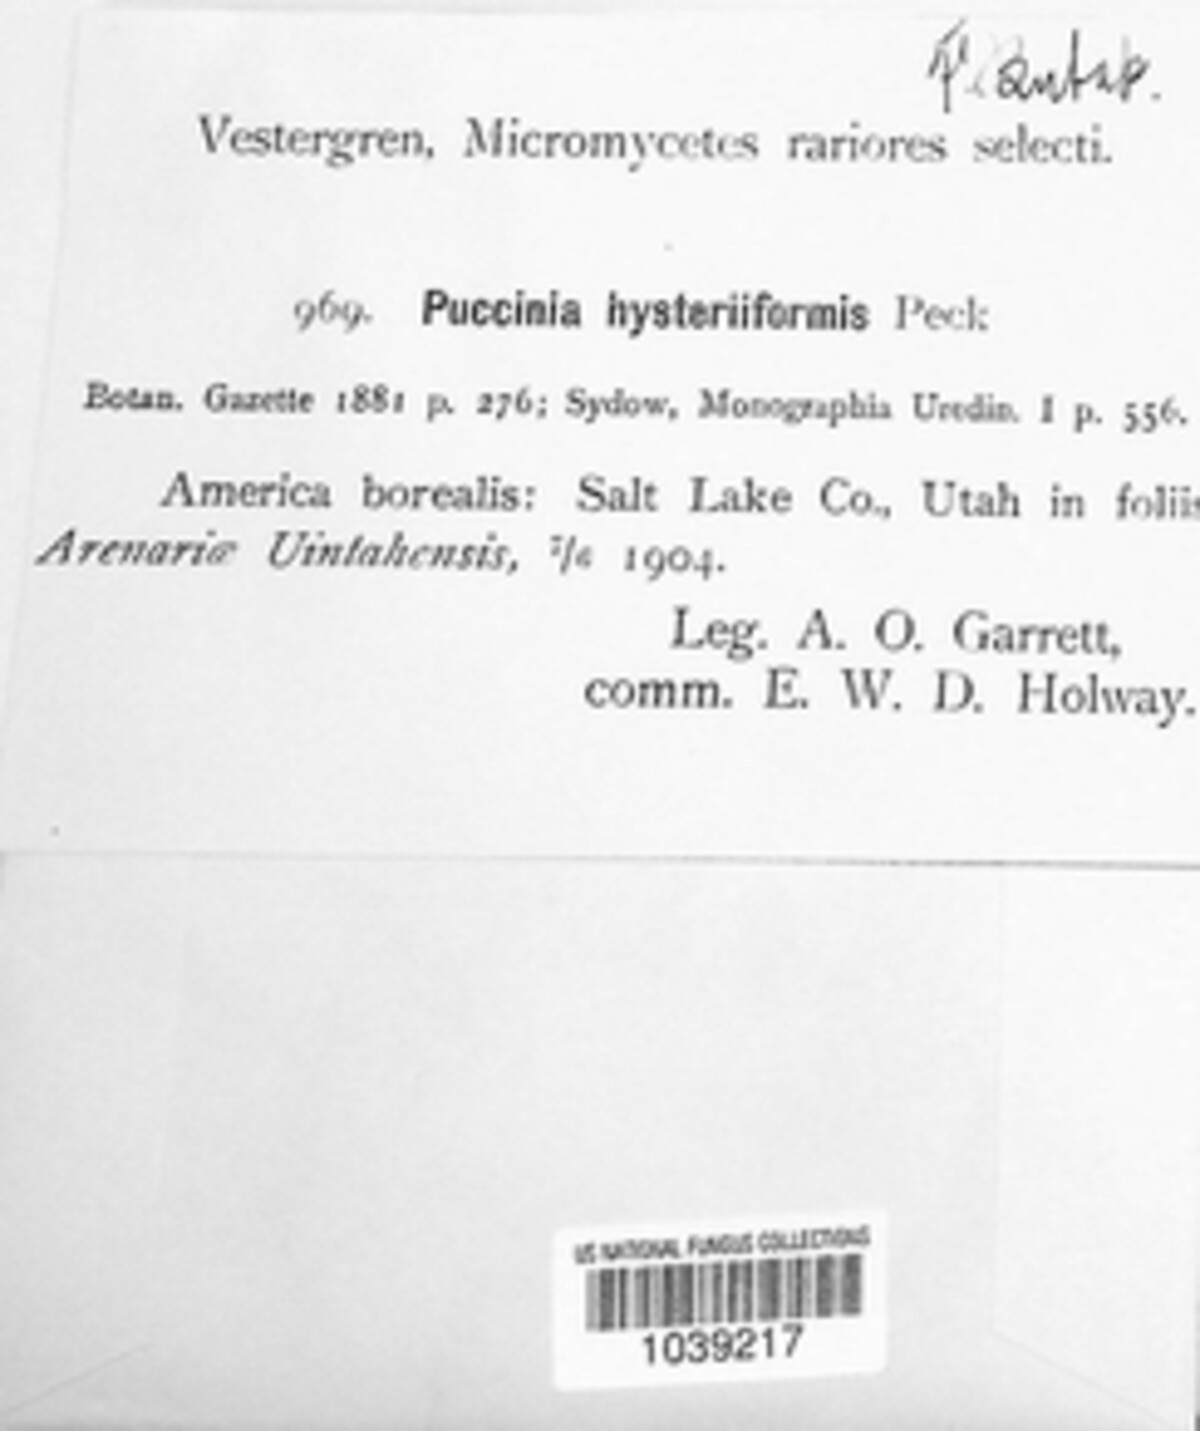 Vestergren, Micromycetes rariores selecti.
969. Puccinia hysteriiformis Peck
Botan. Gazette 1881 p. 276; Sydow, Monographia Uredin. I p. 556.
America borealis: Salt Lake Co., Utah in foliis
Arenariæ Uintahensis, 7/6 1904.
Leg. A. O. Garrett,
comm. E. W. D. Holway.
US NATIONAL FUNGUS COLLECTIONS
1039217